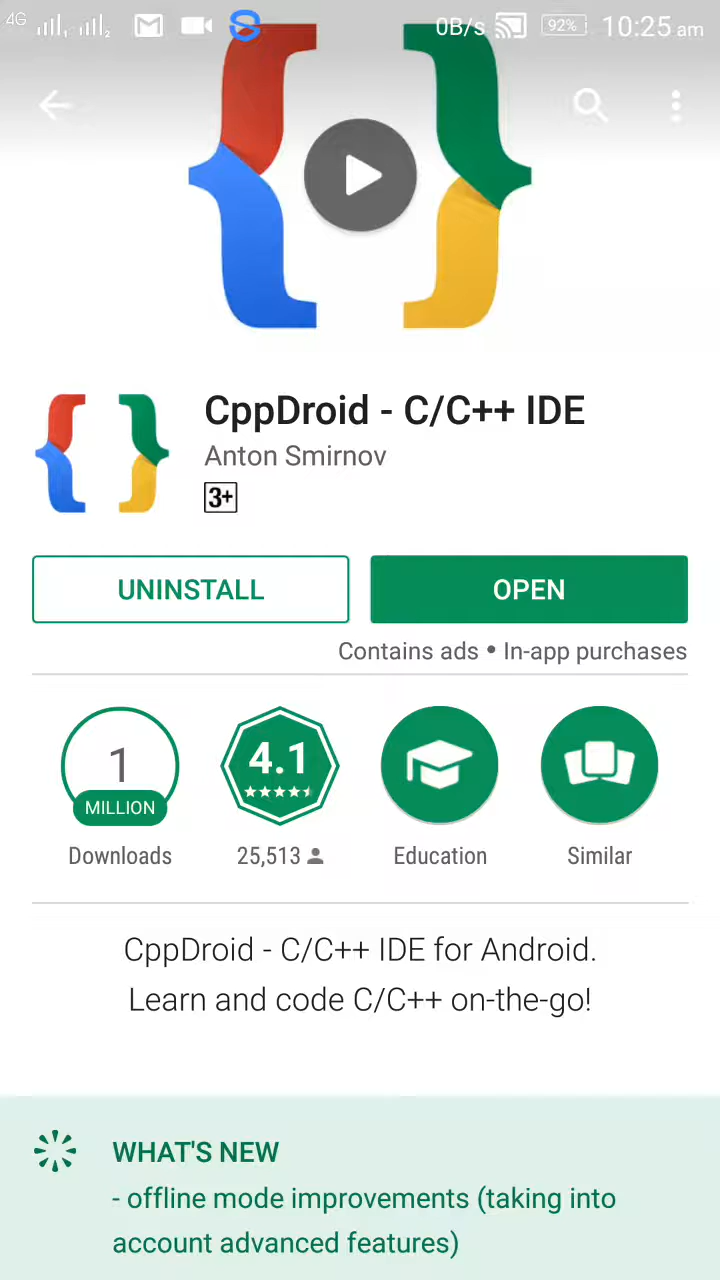 4G 0B/s 92% 10:25 am
CppDroid - C/C++ IDE
Anton Smirnov
3+
UNINSTALL OPEN
Contains ads • In-app purchases
1 4.1
MILLION
Downloads 25,513 Education Similar
CppDroid - C/C++ IDE for Android.
Learn and code C/C++ on-the-go!
WHAT'S NEW
- offline mode improvements (taking into
account advanced features)